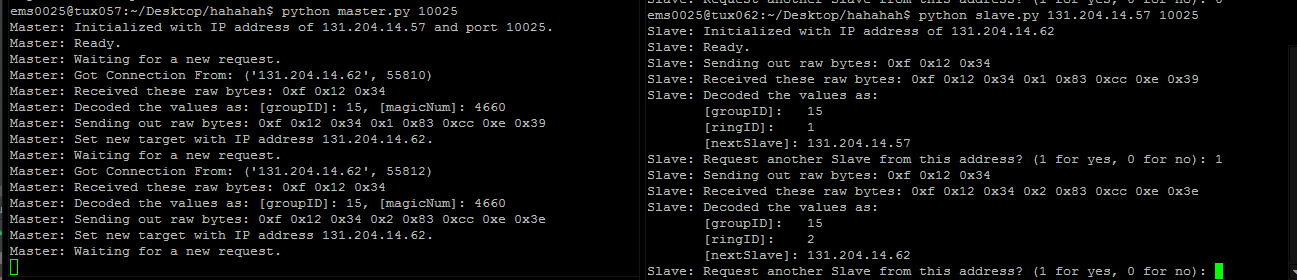 ems0025@tux057:~/Desktop/hahahah$ python master.py 10025
Master: Initialized with IP address of 131.204.14.57 and port 10025.
Master: Ready.
Master: Waiting for a new request.
Master: Got Connection From: ('131.204.14.62', 55810)
Master: Received these raw bytes: 0xf 0x12 0x34
Master: Decoded the values as: [groupID]: 15, [magicNum]: 4660
Master: Sending out raw bytes: 0xf 0x12 0x34 0x1 0x83 0xcc 0xe 0x39
Master: Set new target with IP address 131.204.14.62.
Master: Waiting for a new request.
Master: Got Connection From: ('131.204.14.62', 55812)
Master: Received these raw bytes: 0xf 0x12 0x34
Master: Decoded the values as: [groupID]: 15, [magicNum]: 4660
Master: Sending out raw bytes: 0xf 0x12 0x34 0x2 0x83 0xcc 0xe 0x3e
Master: Set new target with IP address 131.204.14.62.
Master: Waiting for a new request.
Slave: Request another Slave from this address? (1 for yes, 0 for no): 0
ems0025@tux062:~/Desktop/hahahah$ python slave.py 131.204.14.57 10025
Slave: Initialized with IP address of 131.204.14.62
Slave: Ready.
Slave: Sending out raw bytes: 0xf 0x12 0x34
Slave: Received these raw bytes: 0xf 0x12 0x34 0x1 0x83 0xcc 0xe 0x39
Slave: Decoded the values as:
[groupID]: 15
[ringID]: 1
[nextSlave]: 131.204.14.57
Slave: Request another Slave from this address? (1 for yes, 0 for no): 1
Slave: Sending out raw bytes: 0xf 0x12 0x34
Slave: Received these raw bytes: 0xf 0x12 0x34 0x2 0x83 0xcc 0xe 0x3e
Slave: Decoded the values as:
[groupID]: 15
[ringID]: 2
[nextSlave]: 131.204.14.62
Slave: Request another Slave from this address? (1 for yes, 0 for no):